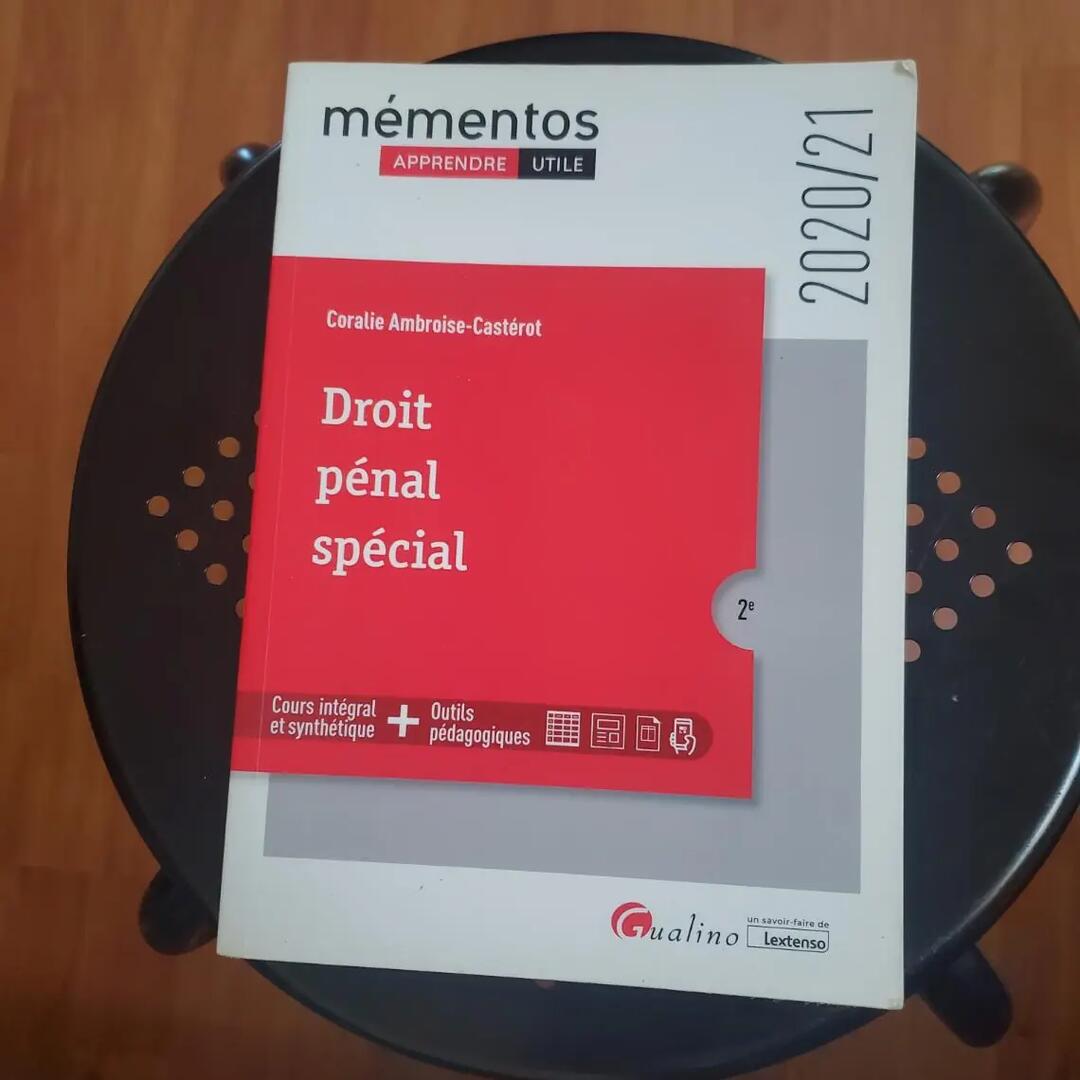 mémentos
APPRENDRE UTILE
2020/21
Coralie Ambroise-Castérot
Droit
pénal
spécial
2e
Cours intégral
et synthétique
+
Outils
pédagogiques
Gualino
un savoir-faire de
Lextenso